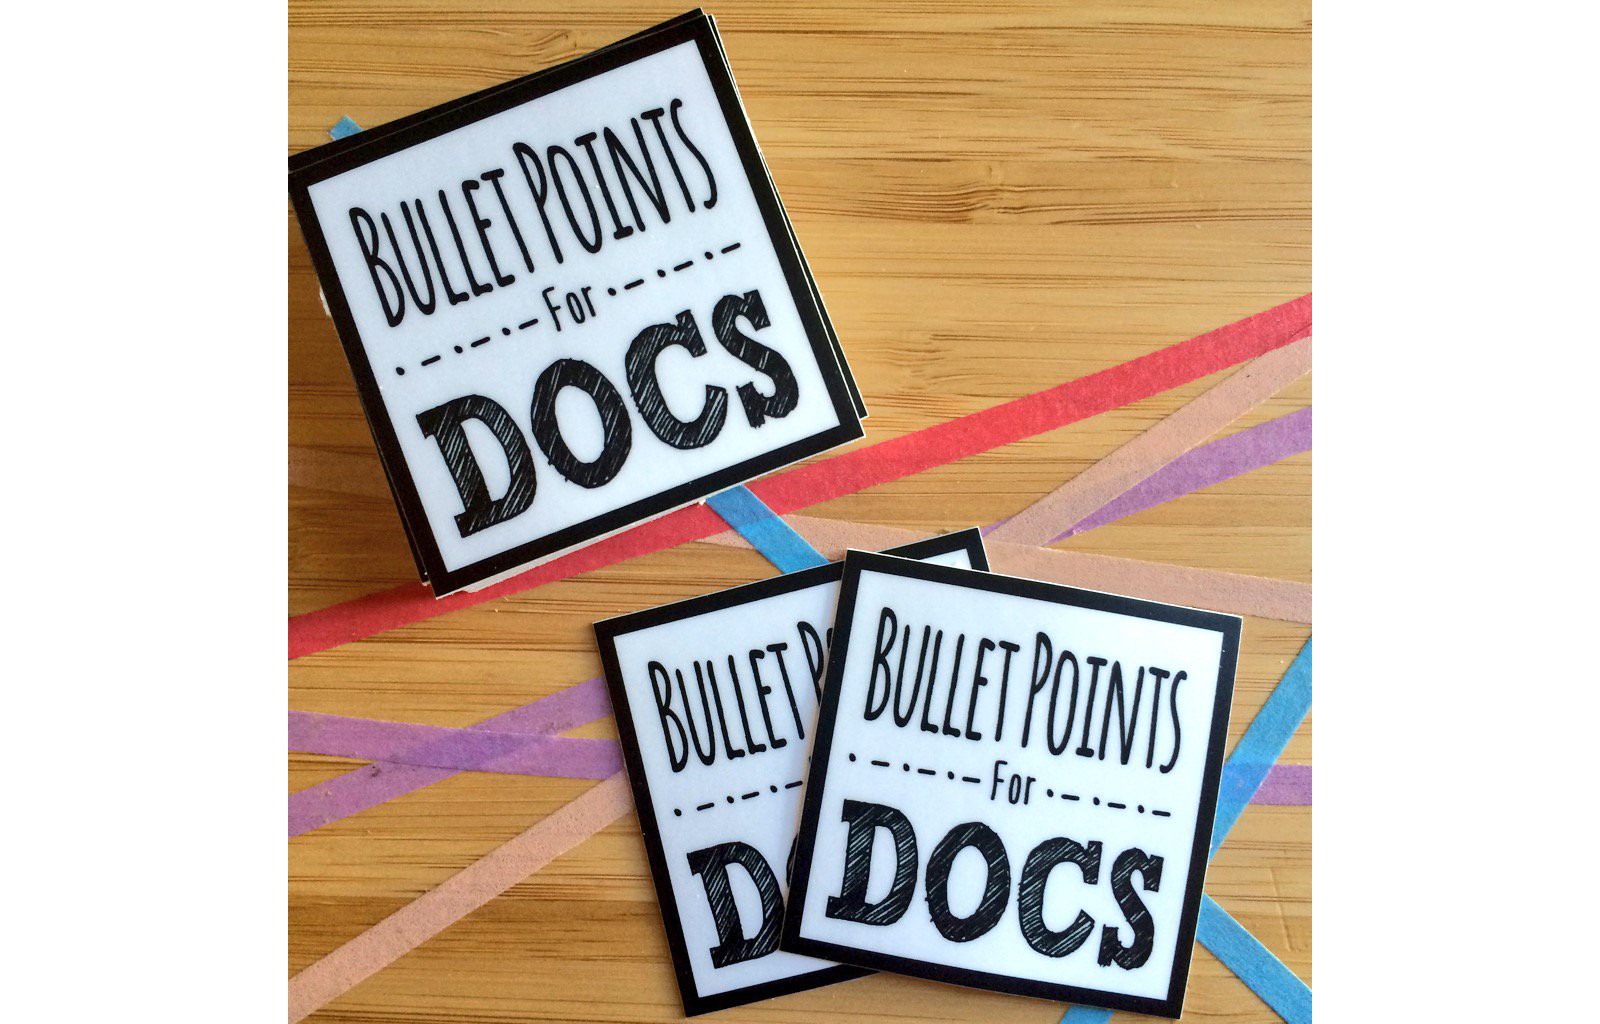 BULLET POINTS
For
DOCS
BULLET P
D
BULLET POINTS
For
DOCS